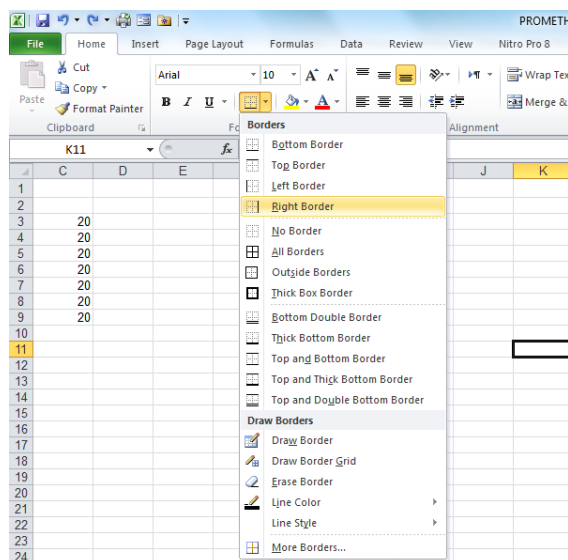 PROMETH
File Home Insert Page Layout Formulas Data Review View Nitro Pro 8
Cut
Copy
Format Painter
Paste
Clipboard
Arial 10 A A
B I U A
Wrap Tex
Merge &
Fo
Alignment
K11 fx
C D E J K
1
2
3 20
4 20
5 20
6 20
7 20
8 20
9 20
10
11
12
13
14
15
16
17
18
19
20
21
22
23
24
Borders
Bottom Border
Top Border
Left Border
Right Border
No Border
All Borders
Outside Borders
Thick Box Border
Bottom Double Border
Thick Bottom Border
Top and Bottom Border
Top and Thick Bottom Border
Top and Double Bottom Border
Draw Borders
Draw Border
Draw Border Grid
Erase Border
Line Color
Line Style
More Borders...